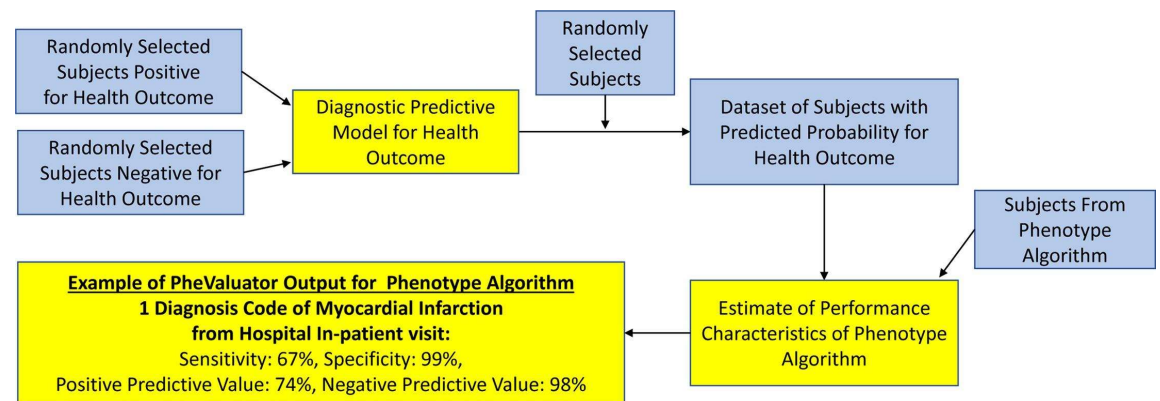 Randomly Selected
Subjects Positive
for Health Outcome
Randomly Selected
Subjects Negative for
Health Outcome
Diagnostic Predictive
Model for Health
Outcome
Randomly
Selected
Subjects
Dataset of Subjects with
Predicted Probability for
Health Outcome
Subjects From
Phenotype
Algorithm
Estimate of Performance
Characteristics of Phenotype
Algorithm
Example of PheValuator Output for Phenotype Algorithm
1 Diagnosis Code of Myocardial Infarction
from Hospital In-patient visit:
Sensitivity: 67%, Specificity: 99%,
Positive Predictive Value: 74%, Negative Predictive Value: 98%